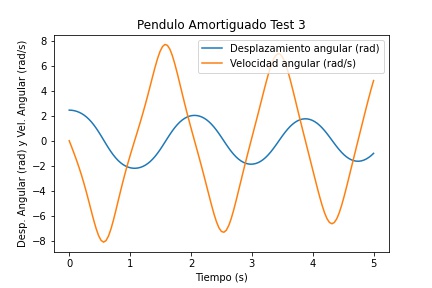 Pendulo Amortiguado Test 3
Desplazamiento angular (rad)
Velocidad angular (rad/s)
Desp. Angular (rad) y Vel. Angular (rad/s)
8
6
4
2
0
−2
−4
−6
−8
0 1 2 3 4 5
Tiempo (s)